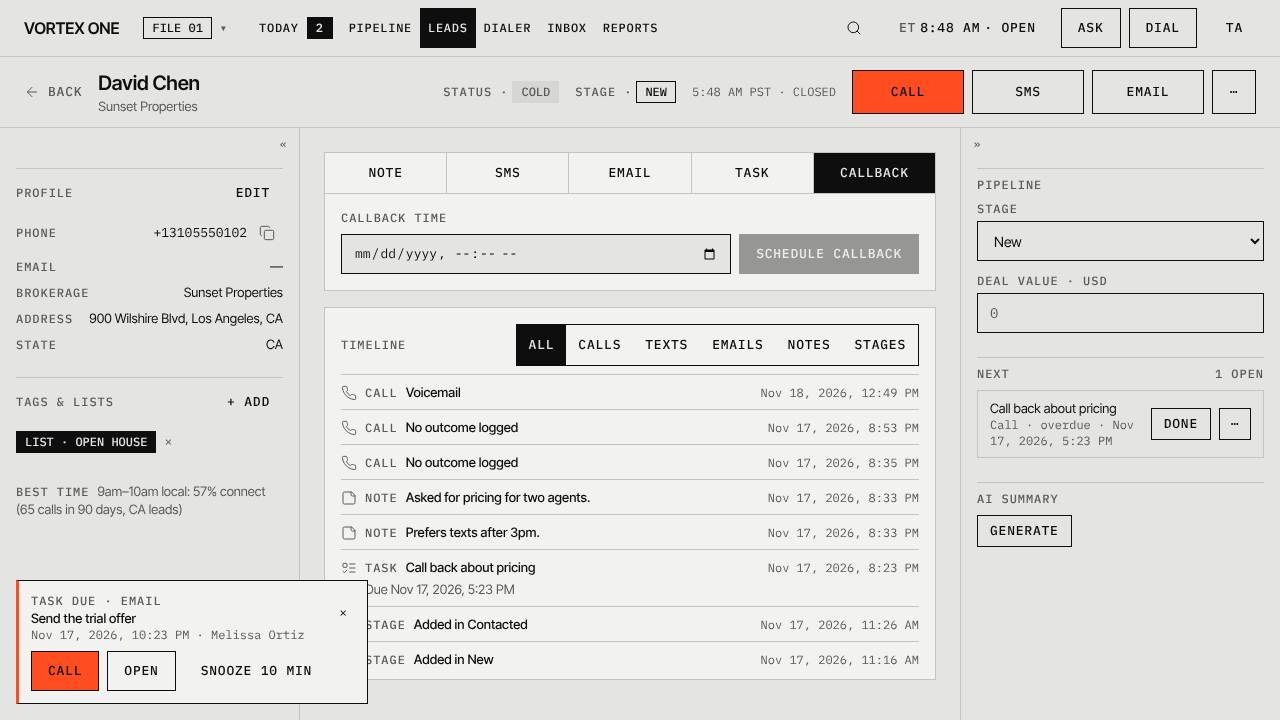 VORTEX ONE
FILE 01 ▾
TODAY 2 PIPELINE LEADS DIALER INBOX REPORTS
ET 8:48 AM · OPEN
ASK
DIAL
TA
← BACK
David Chen
Sunset Properties
STATUS · COLD
STAGE · NEW
5:48 AM PST · CLOSED
CALL
SMS
EMAIL
⋯
«
PROFILE EDIT
PHONE +13105550102
EMAIL —
BROKERAGE Sunset Properties
ADDRESS 900 Wilshire Blvd, Los Angeles, CA
STATE CA
TAGS & LISTS + ADD
LIST · OPEN HOUSE ×
BEST TIME 9am–10am local: 57% connect
(65 calls in 90 days, CA leads)
TASK DUE · EMAIL ×
Send the trial offer
Nov 17, 2026, 10:23 PM · Melissa Ortiz
CALL OPEN SNOOZE 10 MIN
NOTE SMS EMAIL TASK CALLBACK
CALLBACK TIME
mm/dd/yyyy, --:-- --
SCHEDULE CALLBACK
TIMELINE ALL CALLS TEXTS EMAILS NOTES STAGES
CALL Voicemail Nov 18, 2026, 12:49 PM
CALL No outcome logged Nov 17, 2026, 8:53 PM
CALL No outcome logged Nov 17, 2026, 8:35 PM
NOTE Asked for pricing for two agents. Nov 17, 2026, 8:33 PM
NOTE Prefers texts after 3pm. Nov 17, 2026, 8:33 PM
TASK Call back about pricing Nov 17, 2026, 8:23 PM
Due Nov 17, 2026, 5:23 PM
STAGE Added in Contacted Nov 17, 2026, 11:26 AM
STAGE Added in New Nov 17, 2026, 11:16 AM
»
PIPELINE
STAGE
New
DEAL VALUE · USD
0
NEXT 1 OPEN
Call back about pricing
Call · overdue · Nov
17, 2026, 5:23 PM
DONE
⋯
AI SUMMARY
GENERATE